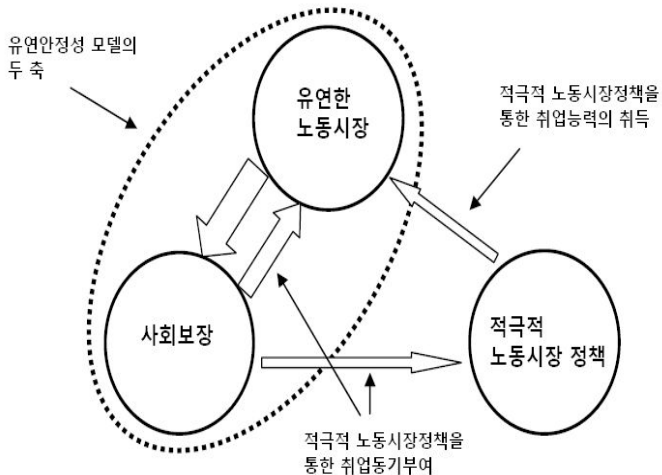 유연안정성 모델의
두 축
유연한
노동시장
적극적 노동시장정책을
통한 취업능력의 취득
사회보장
적극적
노동시장 정책
적극적 노동시장정책을
통한 취업동기부여